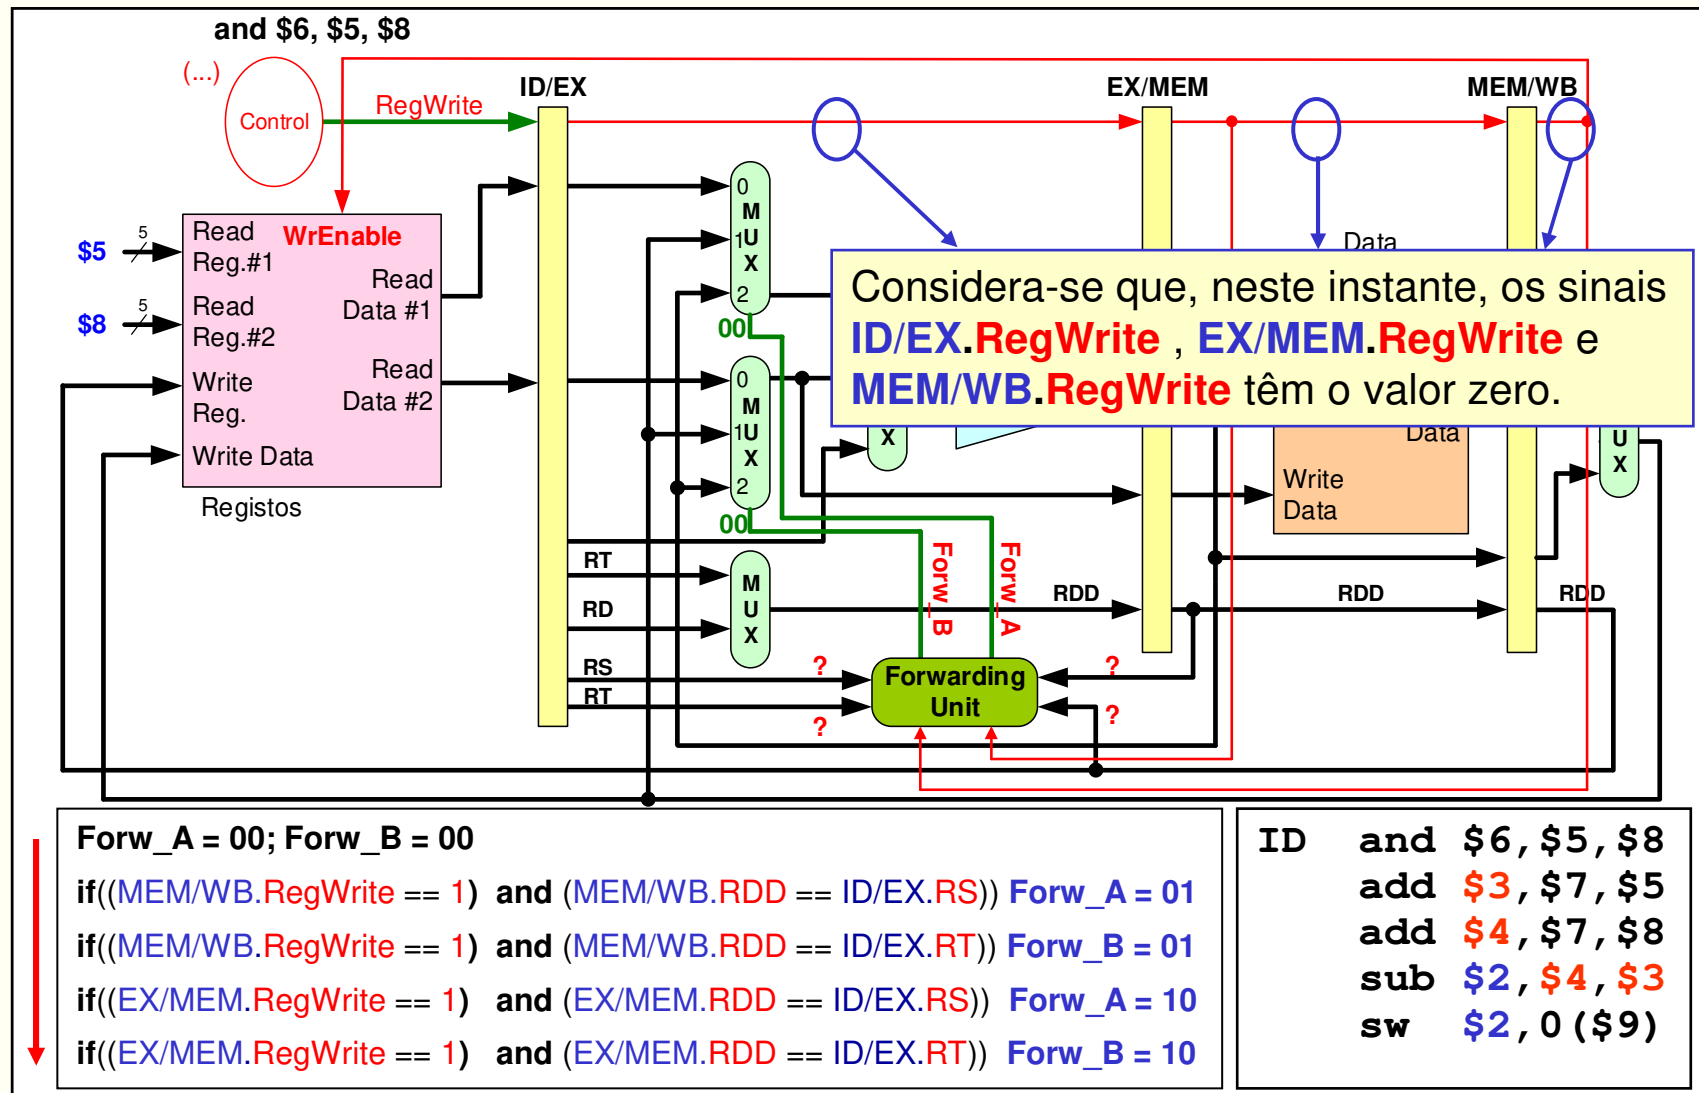 and $6, $5, $8
(...)
Control
RegWrite
ID/EX
EX/MEM
MEM/WB
$5
5
Read
Reg.#1
WrEnable
Read
Data #1
$8
5
Read
Reg.#2
Read
Data #2
Write
Reg.
Write Data
Registos
0
M
1U
X
2
00
0
M
1U
X
2
00
Data
Considera-se que, neste instante, os sinais
ID/EX.RegWrite , EX/MEM.RegWrite e
MEM/WB.RegWrite têm o valor zero.
X
Data
Write
Data
U
X
RT
RD
M
U
X
RDD
RDD
RDD
Forw_B
Forw_A
RS
RT
?
?
?
?
Forwarding
Unit
Forw_A = 00; Forw_B = 00
if((MEM/WB.RegWrite == 1) and (MEM/WB.RDD == ID/EX.RS)) Forw_A = 01
if((MEM/WB.RegWrite == 1) and (MEM/WB.RDD == ID/EX.RT)) Forw_B = 01
if((EX/MEM.RegWrite == 1) and (EX/MEM.RDD == ID/EX.RS)) Forw_A = 10
if((EX/MEM.RegWrite == 1) and (EX/MEM.RDD == ID/EX.RT)) Forw_B = 10
ID and $6,$5,$8
add $3,$7,$5
add $4,$7,$8
sub $2,$4,$3
sw $2,0($9)